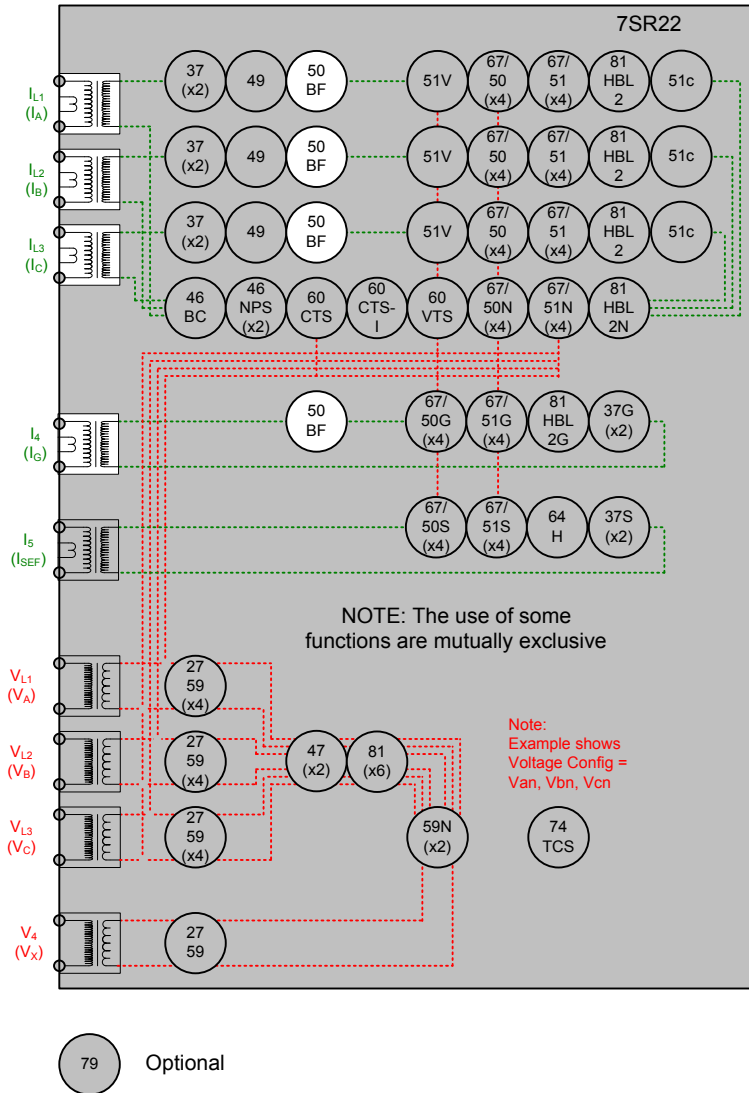 7SR22
IL1
(IA)
37
(x2)
49
50
BF
51V
67/
50
(x4)
67/
51
(x4)
81
HBL
2
51c
IL2
(IB)
37
(x2)
49
50
BF
51V
67/
50
(x4)
67/
51
(x4)
81
HBL
2
51c
IL3
(IC)
37
(x2)
49
50
BF
51V
67/
50
(x4)
67/
51
(x4)
81
HBL
2
51c
46
BC
46
NPS
(x2)
60
CTS
60
CTS-
I
60
VTS
67/
50N
(x4)
67/
51N
(x4)
81
HBL
2N
I4
(IG)
50
BF
67/
50G
(x4)
67/
51G
(x4)
81
HBL
2G
37G
(x2)
I5
(ISEF)
67/
50S
(x4)
67/
51S
(x4)
64
H
37S
(x2)
NOTE: The use of some
functions are mutually exclusive
VL1
(VA)
27
59
(x4)
VL2
(VB)
27
59
(x4)
47
(x2)
81
(x6)
Note:
Example shows
Voltage Config =
Van, Vbn, Vcn
VL3
(VC)
27
59
(x4)
59N
(x2)
74
TCS
V4
(VX)
27
59
79
Optional